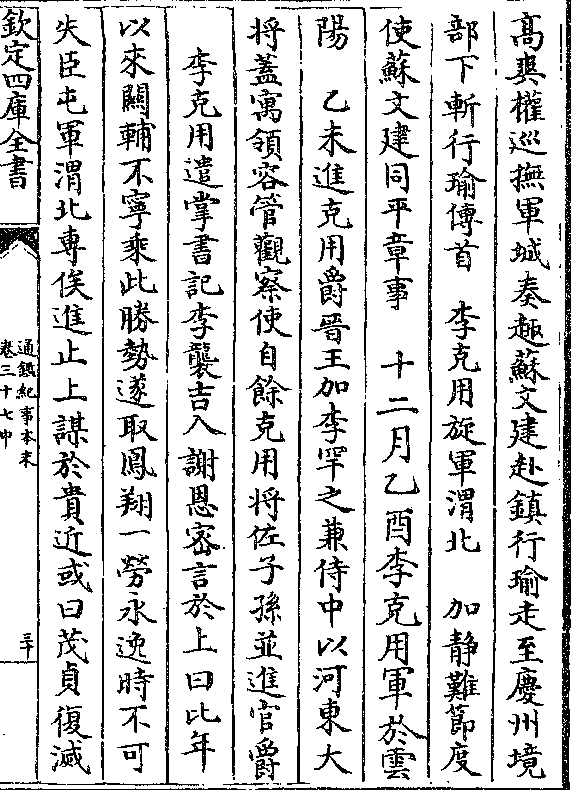 高爽權巡撫軍城奏趣蘇文建赴鎮行瑜走至慶州境
部下斬行瑜傳首　李克用旋軍渭北　加靜難節度
使蘇文建同平章事　十二月乙酉李克用軍於雲
陽　乙未進克用爵晉王加李罕之兼侍中以河東大
將葢寓領容管觀察使自餘克用將佐子孫並進官爵
李克用遣掌書記李襲吉入謝恩密言於上曰比年
以來關輔不寧乘此勝勢遂取鳳翔一勞永逸時不可
失臣屯軍渭北專俟進止上謀於貴近或曰茂貞復滅
欽定四庫全書
通鑑紀事本末
卷三十七中
三十